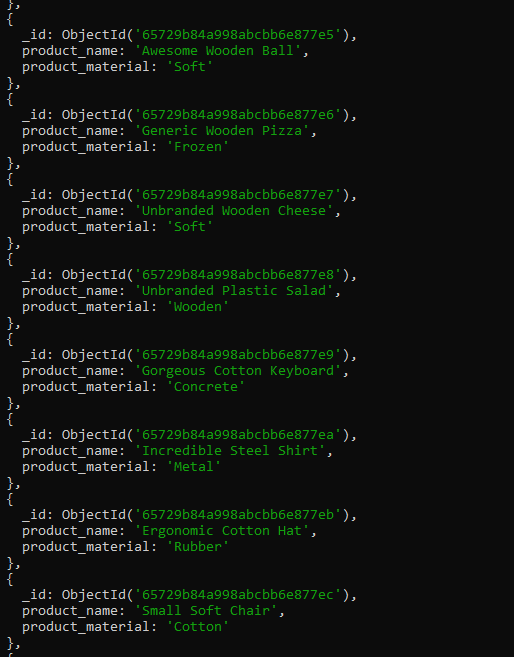 },
{
  _id: ObjectId('65729b84a998abcbb6e877e5'),
  product_name: 'Awesome Wooden Ball',
  product_material: 'Soft'
},
{
  _id: ObjectId('65729b84a998abcbb6e877e6'),
  product_name: 'Generic Wooden Pizza',
  product_material: 'Frozen'
},
{
  _id: ObjectId('65729b84a998abcbb6e877e7'),
  product_name: 'Unbranded Wooden Cheese',
  product_material: 'Soft'
},
{
  _id: ObjectId('65729b84a998abcbb6e877e8'),
  product_name: 'Unbranded Plastic Salad',
  product_material: 'Wooden'
},
{
  _id: ObjectId('65729b84a998abcbb6e877e9'),
  product_name: 'Gorgeous Cotton Keyboard',
  product_material: 'Concrete'
},
{
  _id: ObjectId('65729b84a998abcbb6e877ea'),
  product_name: 'Incredible Steel Shirt',
  product_material: 'Metal'
},
{
  _id: ObjectId('65729b84a998abcbb6e877eb'),
  product_name: 'Ergonomic Cotton Hat',
  product_material: 'Rubber'
},
{
  _id: ObjectId('65729b84a998abcbb6e877ec'),
  product_name: 'Small Soft Chair',
  product_material: 'Cotton'
},
{